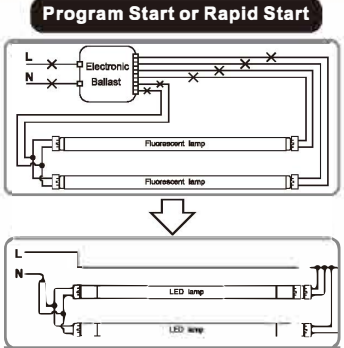 Program Start or Rapid Start
L
N
Electronic
Ballast
Fluorescent lamp
Fluorescent lamp
L
N
LED lamp
LED lamp